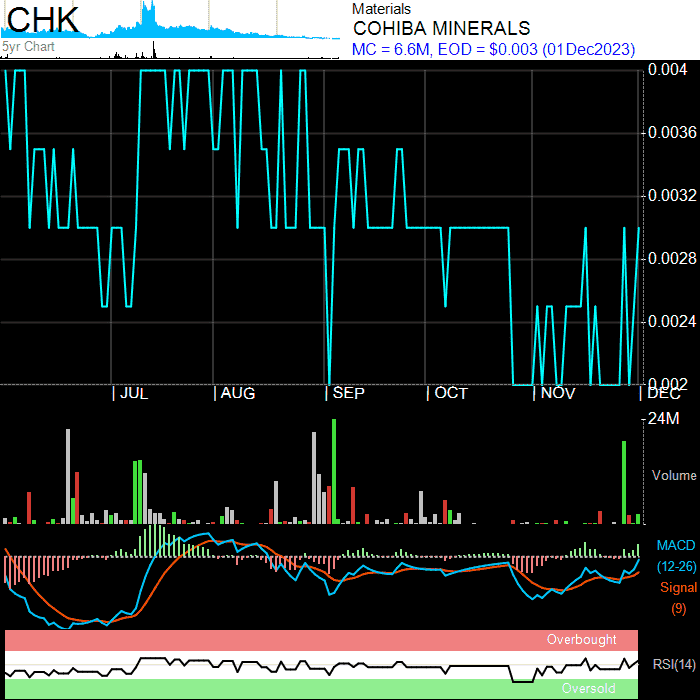 CHK
5yr Chart
Materials
COHIBA MINERALS
MC = 6.6M, EOD = $0.003 (01Dec2023)
0.004
0.0036
0.0032
0.0028
0.0024
0.002
JUL AUG SEP OCT NOV DEC
24M
Volume
MACD
(12-26)
Signal
(9)
Overbought
RSI(14)
Oversold